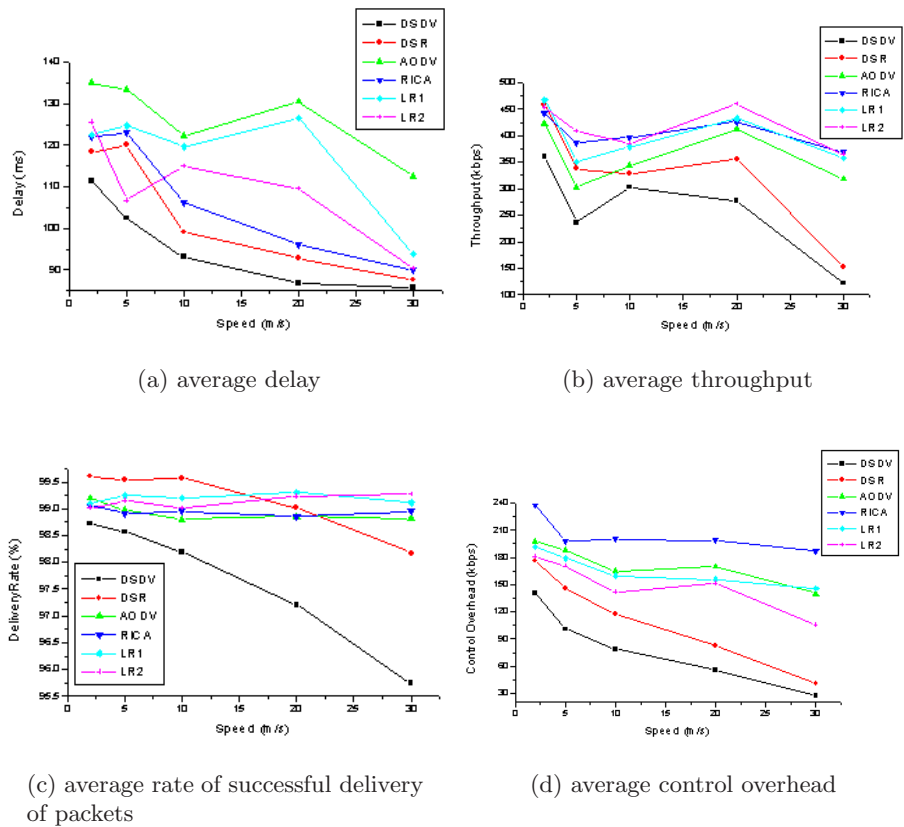 DSDV
DSR
AODV
RICA
LR1
LR2
140
130
120
110
100
90
Delay (ms)
0 5 10 15 20 25 30
Speed (m/s)
(a) average delay
DSDV
DSR
AODV
RICA
LR1
LR2
500
450
400
350
300
250
200
150
100
Throughput (kbps)
0 5 10 15 20 25 30
Speed (m/s)
(b) average throughput
99.5
99.0
98.5
98.0
97.5
97.0
96.5
96.0
95.5
DeliveryRate (%)
DSDV
DSR
AODV
RICA
LR1
LR2
0 5 10 15 20 25 30
Speed (m/s)
(c) average rate of successful delivery
of packets
DSDV
DSR
AODV
RICA
LR1
LR2
240
210
180
150
120
90
60
30
Control Overhead (kbps)
0 5 10 15 20 25 30
Speed (m/s)
(d) average control overhead